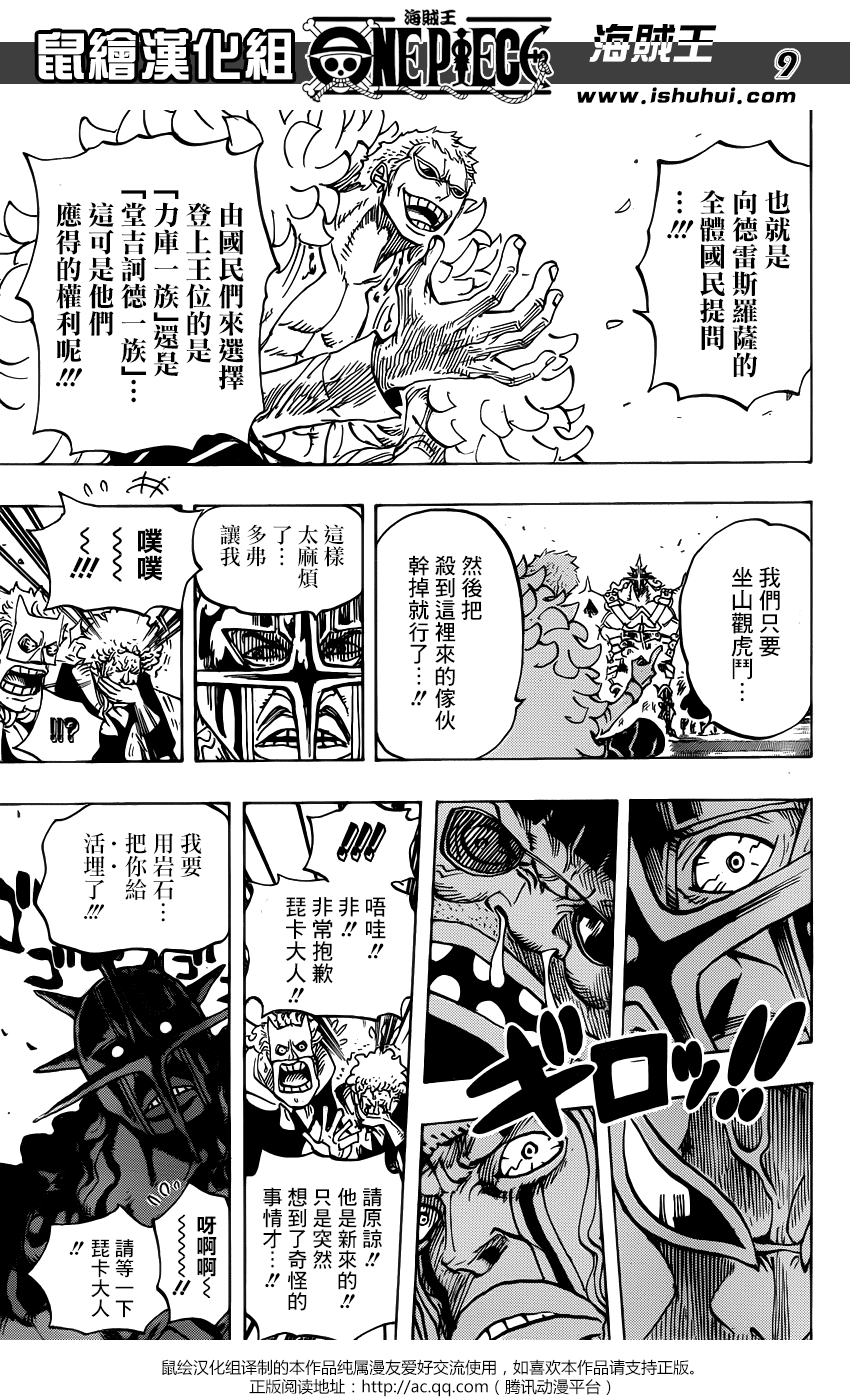 鼠繪漢化組
海賊王
ONE PIECE
海賊王
www.ishuhui.com
9
也就是
向德雷斯羅薩的
全體國民提問
…!!!
由國民們來選擇
登上王位的是
「力庫一族」還是
「堂吉訶德一族」…
這可是他們
應得的權利呢!!!
我們只要
坐山觀虎鬥…
然後把
殺到這裡來的傢伙
幹掉就行了…!!
這樣
太麻煩
了…
多弗
讓我
噗噗
~~~~
~~!!!
!!?
ギロッ!!
!!!!
唔哇!!
非!!
非常抱歉
琵卡大人!!
請原諒!!
他是新來的!!
只是突然
想到了奇怪的
事情才…!!
我要
用岩石…
把你給
活埋了!!!
呀啊啊~
~~~~!!!
請等一下
琵卡大人
!!
鼠绘汉化组译制的本作品纯属漫友爱好交流使用，如喜欢本作品请支持正版。
正版阅读地址：http://ac.qq.com（腾讯动漫平台）